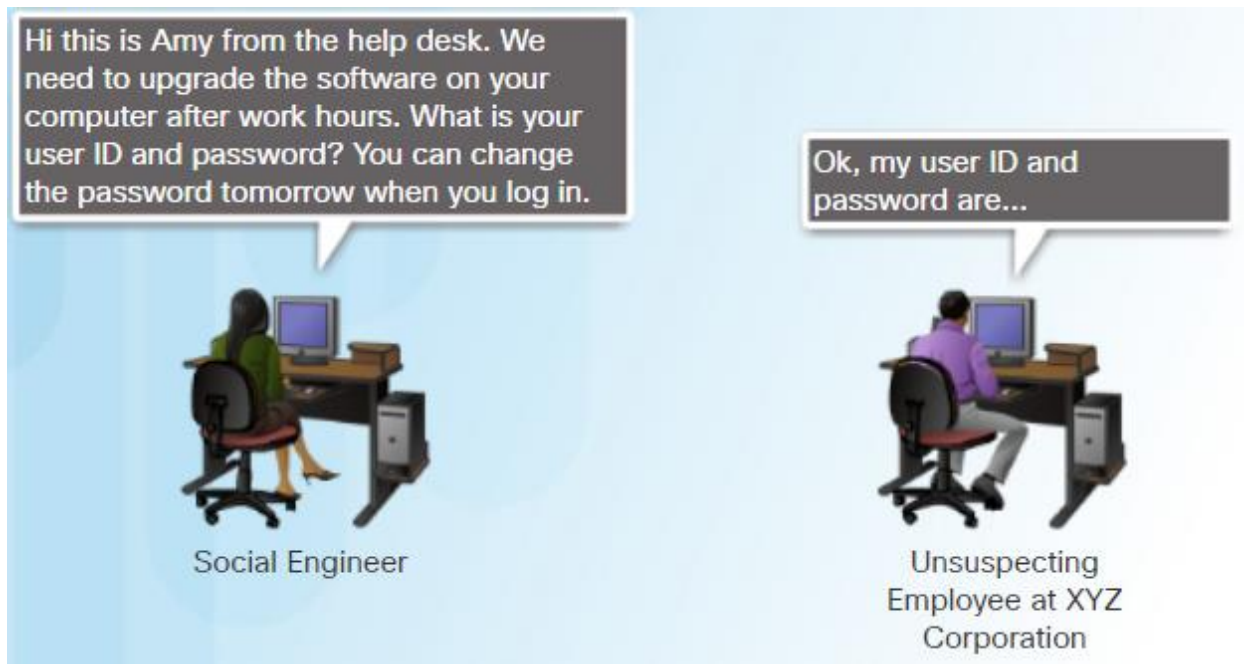 Hi this is Amy from the help desk. We
need to upgrade the software on your
computer after work hours. What is your
user ID and password? You can change
the password tomorrow when you log in.
Ok, my user ID and
password are...
Social Engineer
Unsuspecting
Employee at XYZ
Corporation